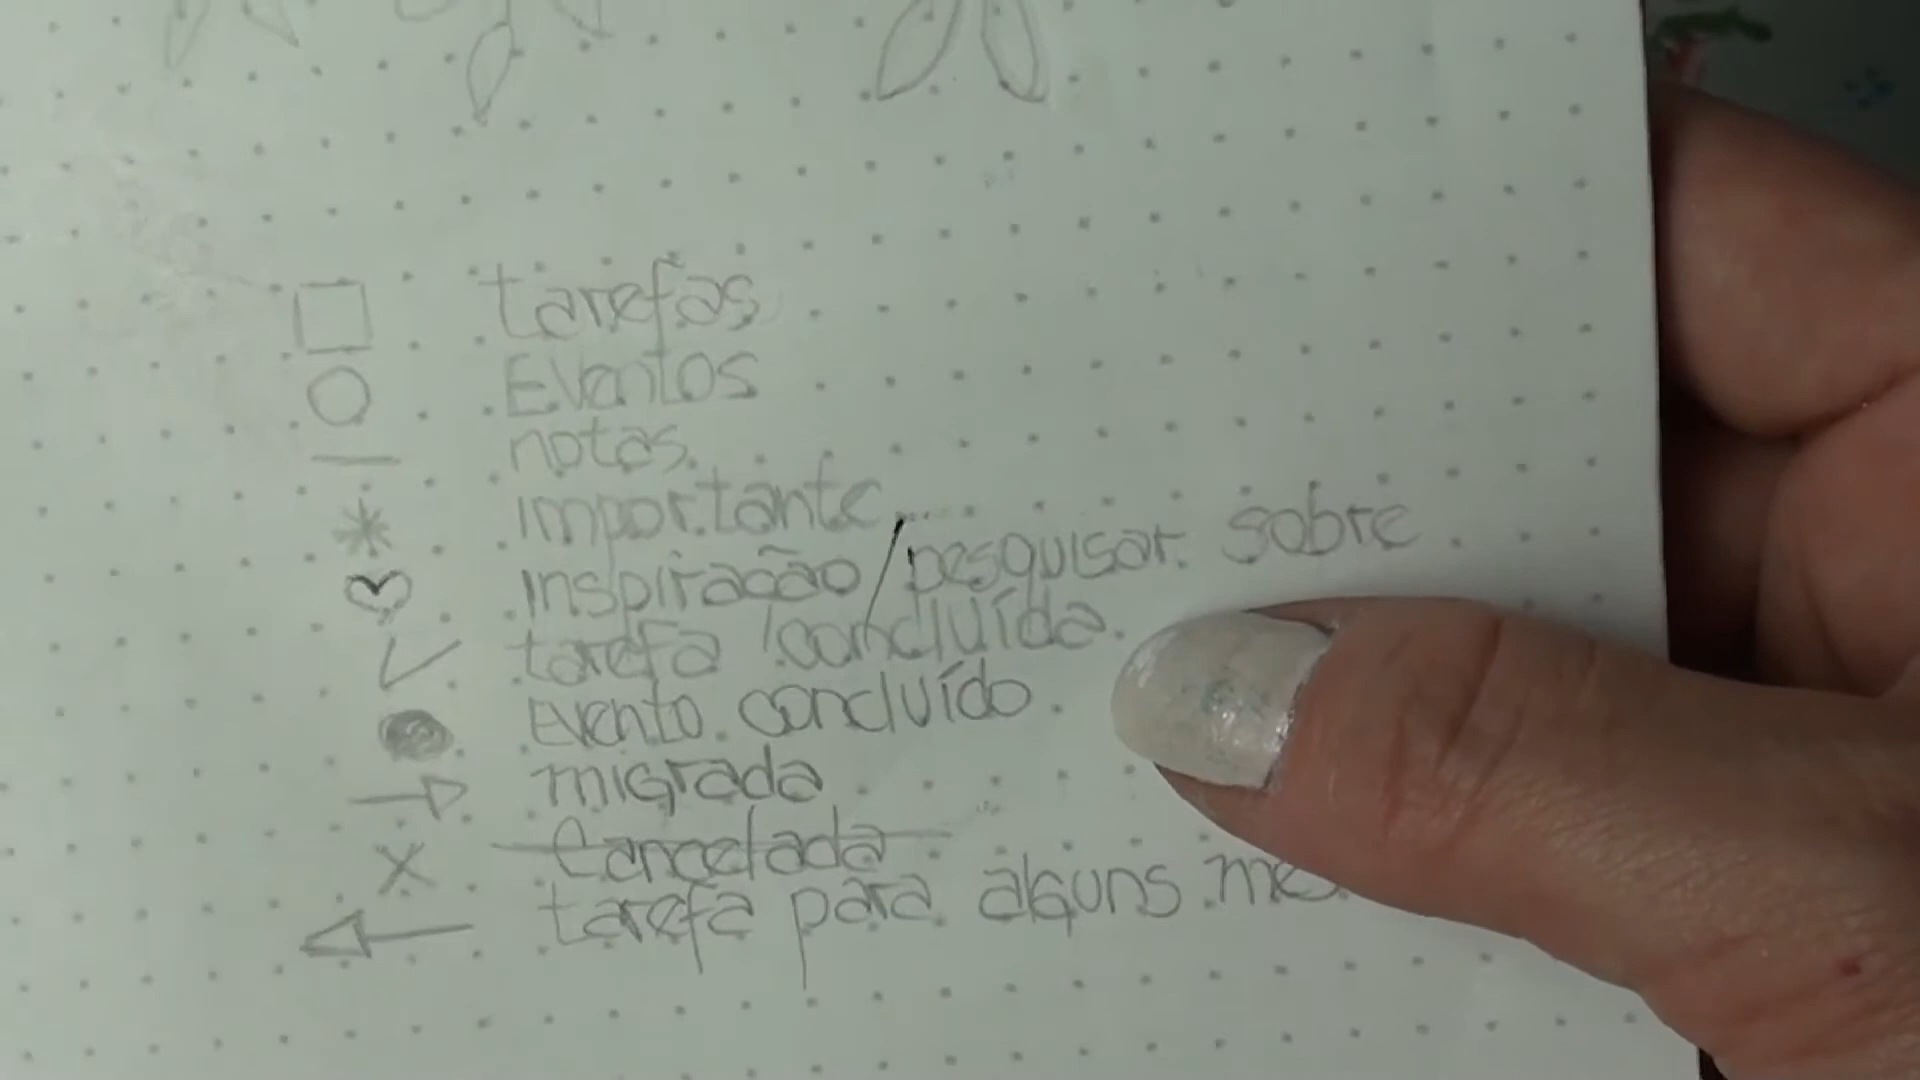 tarefas
Eventos
notas
importante
inspiração/pesquisar sobre
tarefa concluída
Evento concluído
migrada
Cancelada
tarefa para alguns